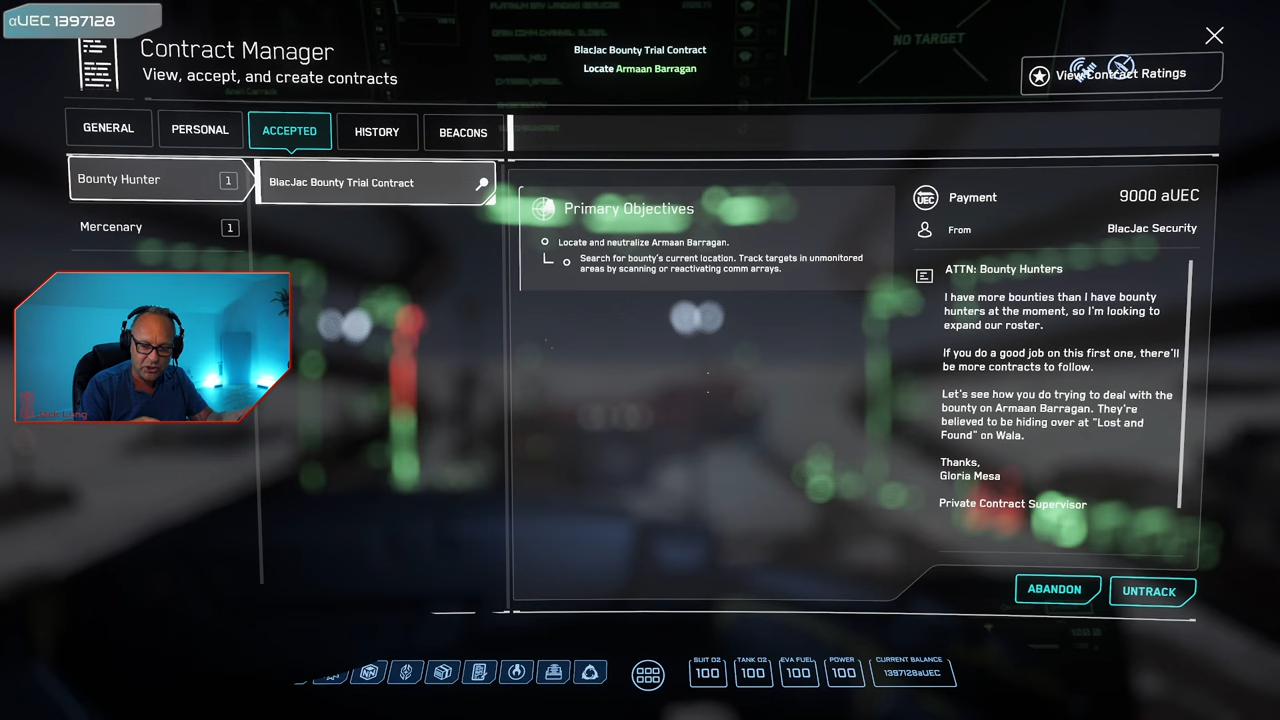 αUEC 1397128
Contract Manager
View, accept, and create contracts
BlacJac Bounty Trial Contract
Locate Armaan Barragan
NO TARGET
View Contract Ratings
GENERAL
PERSONAL
ACCEPTED
HISTORY
BEACONS
Bounty Hunter 1
Mercenary 1
BlacJac Bounty Trial Contract
Primary Objectives
Locate and neutralize Armaan Barragan.
Search for bounty's current location. Track targets in unmonitored
areas by scanning or reactivating comm arrays.
Payment 9000 aUEC
From BlacJac Security
ATTN: Bounty Hunters
I have more bounties than I have bounty
hunters at the moment, so I'm looking to
expand our roster.
If you do a good job on this first one, there'll
be more contracts to follow.
Let's see how you do trying to deal with the
bounty on Armaan Barragan. They're
believed to be hiding over at "Lost and
Found" on Wala.
Thanks,
Gloria Mesa
Private Contract Supervisor
ABANDON
UNTRACK
SUIT O2
100
TANK O2
100
EVA FUEL
100
POWER
100
CURRENT BALANCE
1397128aUEC